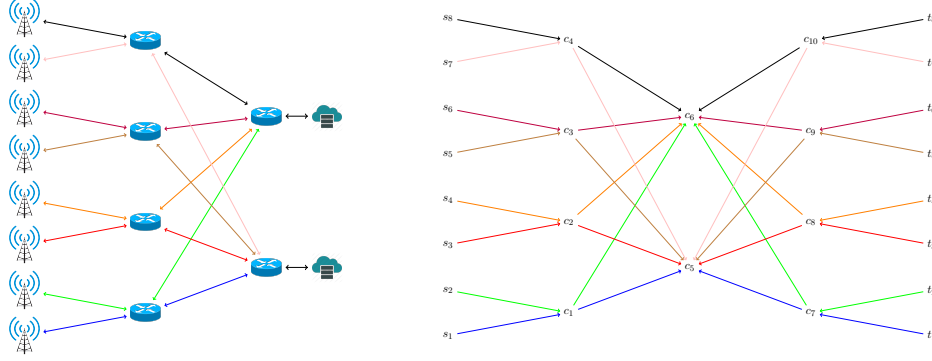 s₈
c₄
c₁₀
t
s₇
t
s₆
c₆
t
c₃
c₉
s₅
t
s₄
t
c₂
c₈
s₃
t
c₅
s₂
t
c₁
c₇
s₁
t